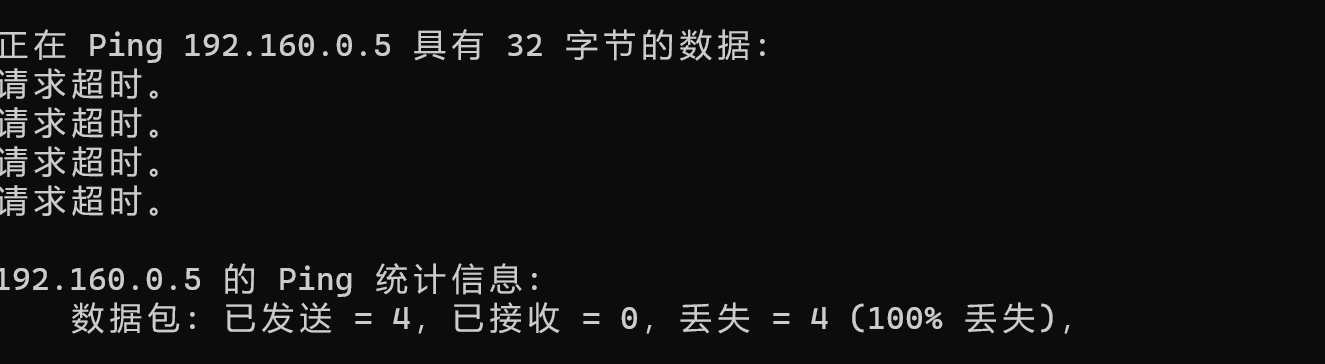 正在 Ping 192.160.0.5 具有 32 字节的数据:
请求超时。
请求超时。
请求超时。
请求超时。
192.160.0.5 的 Ping 统计信息:
数据包: 已发送 = 4, 已接收 = 0, 丢失 = 4 (100% 丢失),